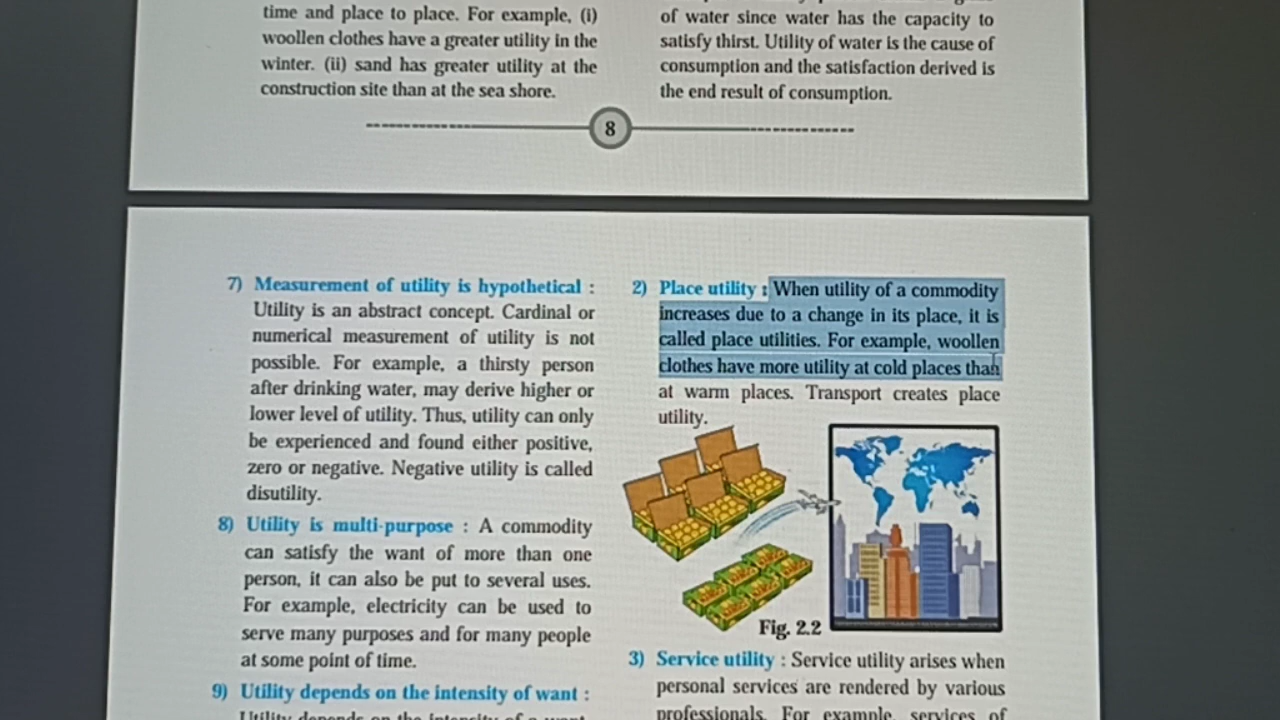 time and place to place. For example, (i)
woollen clothes have a greater utility in the
winter. (ii) sand has greater utility at the
construction site than at the sea shore.
of water since water has the capacity to
satisfy thirst. Utility of water is the cause of
consumption and the satisfaction derived is
the end result of consumption.
8
7) Measurement of utility is hypothetical :
Utility is an abstract concept. Cardinal or
numerical measurement of utility is not
possible. For example, a thirsty person
after drinking water, may derive higher or
lower level of utility. Thus, utility can only
be experienced and found either positive,
zero or negative. Negative utility is called
disutility.
8) Utility is multi-purpose : A commodity
can satisfy the want of more than one
person, it can also be put to several uses.
For example, electricity can be used to
serve many purposes and for many people
at some point of time.
9) Utility depends on the intensity of want :
Utility depends on the intensity of a want
2) Place utility : When utility of a commodity
increases due to a change in its place, it is
called place utilities. For example, woollen
clothes have more utility at cold places than
at warm places. Transport creates place
utility.
Fig. 2.2
3) Service utility : Service utility arises when
personal services are rendered by various
professionals. For example, services of